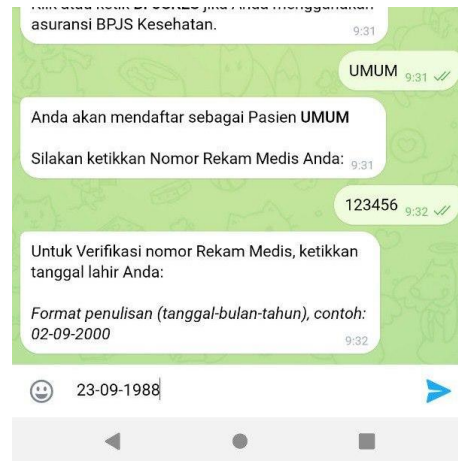 asuransi BPJS Kesehatan.
9:31
UMUM 9:31
Anda akan mendaftar sebagai Pasien UMUM
Silakan ketikkan Nomor Rekam Medis Anda: 9:31
123456 9:32
Untuk Verifikasi nomor Rekam Medis, ketikkan
tanggal lahir Anda:
Format penulisan (tanggal-bulan-tahun), contoh:
02-09-2000
9:32
23-09-1988